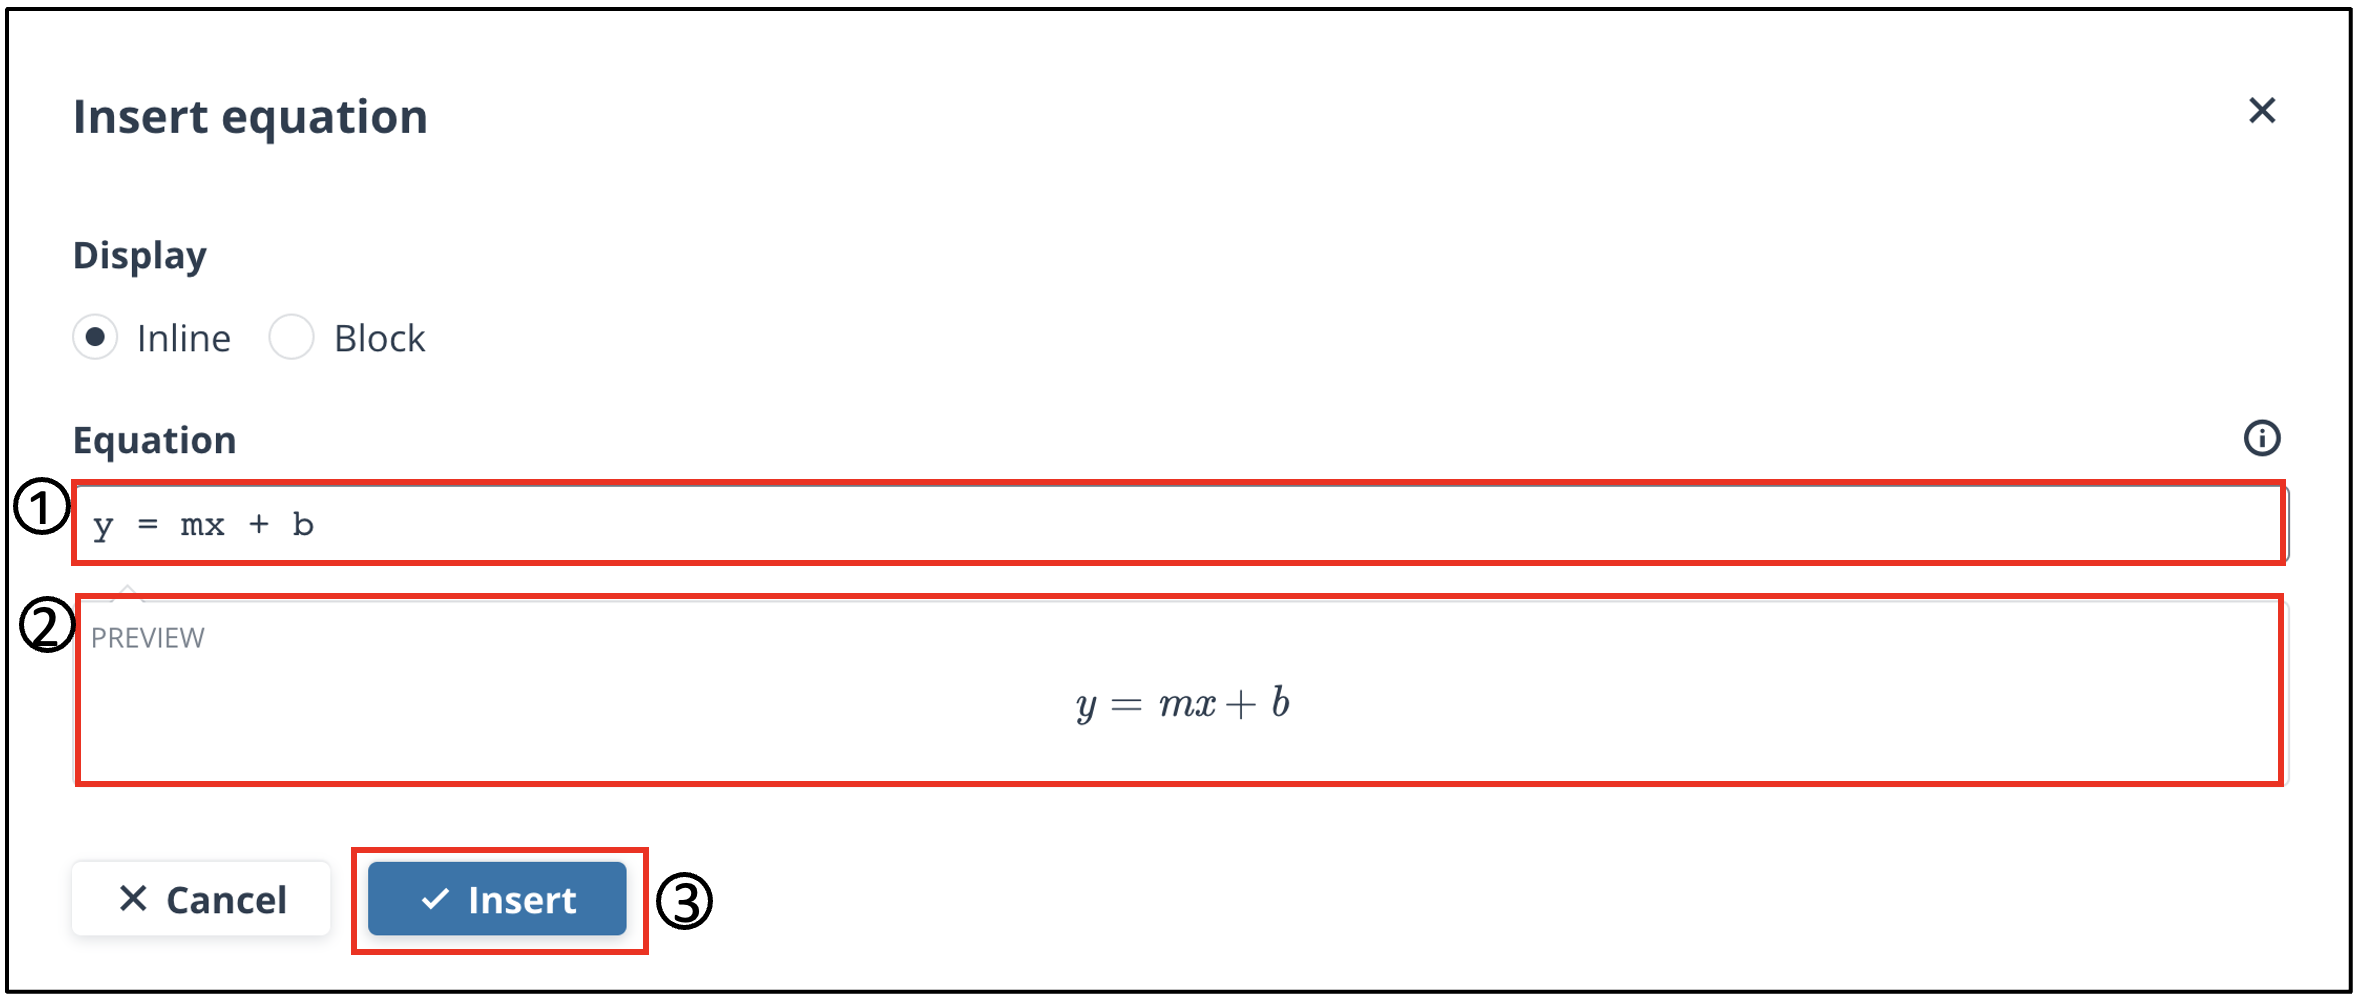 Insert equation
Display
Inline Block
Equation
① y = mx + b
② PREVIEW
y = mx + b
Cancel Insert ③